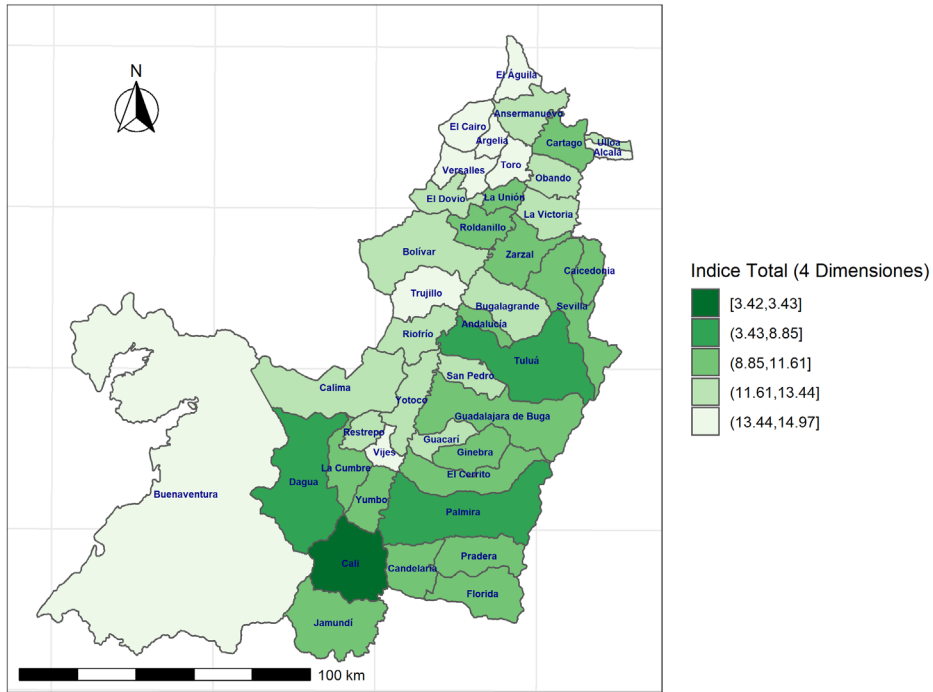 N
El Águila
Ansermanuevo
El Cairo
Argelia
Cartago
Ulloa
Alcalá
Versalles
Toro
Obando
El Dovio
La Unión
La Victoria
Roldanillo
Bolívar
Zarzal
Caicedonia
Trujillo
Bugalagrande
Sevilla
Andalucía
Riofrío
Tuluá
San Pedro
Calima
Yotoco
Guadalajara de Buga
Restrepo
Guacarí
Vijes
Ginebra
La Cumbre
El Cerrito
Dagua
Buenaventura
Yumbo
Palmira
Pradera
Cali
Candelaria
Florida
Jamundí
100 km
Indice Total (4 Dimensiones)
[3.42,3.43]
(3.43,8.85]
(8.85,11.61]
(11.61,13.44]
(13.44,14.97]